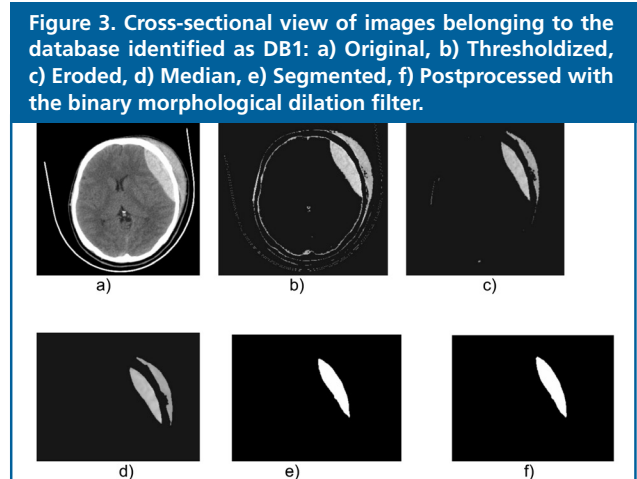 Figure 3. Cross-sectional view of images belonging to the
database identified as DB1: a) Original, b) Thresholdized,
c) Eroded, d) Median, e) Segmented, f) Postprocessed with
the binary morphological dilation filter.
a) b) c)
d) e) f)